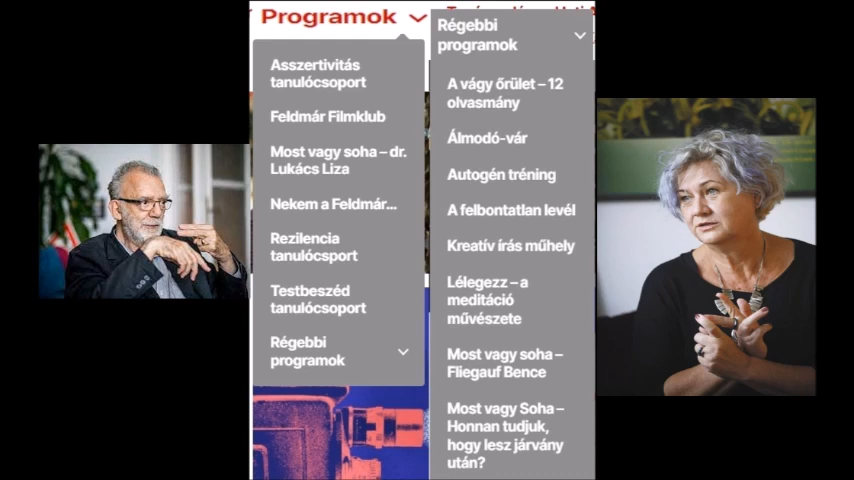 Programok
Asszertivitás
tanulócsoport
Feldmár Filmklub
Most vagy soha – dr.
Lukács Liza
Nekem a Feldmár...
Rezilencia
tanulócsport
Testbeszéd
tanulócsoport
Régebbi
programok
Régebbi
programok
A vágy őrület – 12
olvasmány
Álmodó-vár
Autogén tréning
A felbontatlan levél
Kreatív írás műhely
Lélegezz – a
meditáció
művészete
Most vagy soha –
Fliegauf Bence
Most vagy Soha –
Honnan tudjuk,
hogy lesz járvány
után?